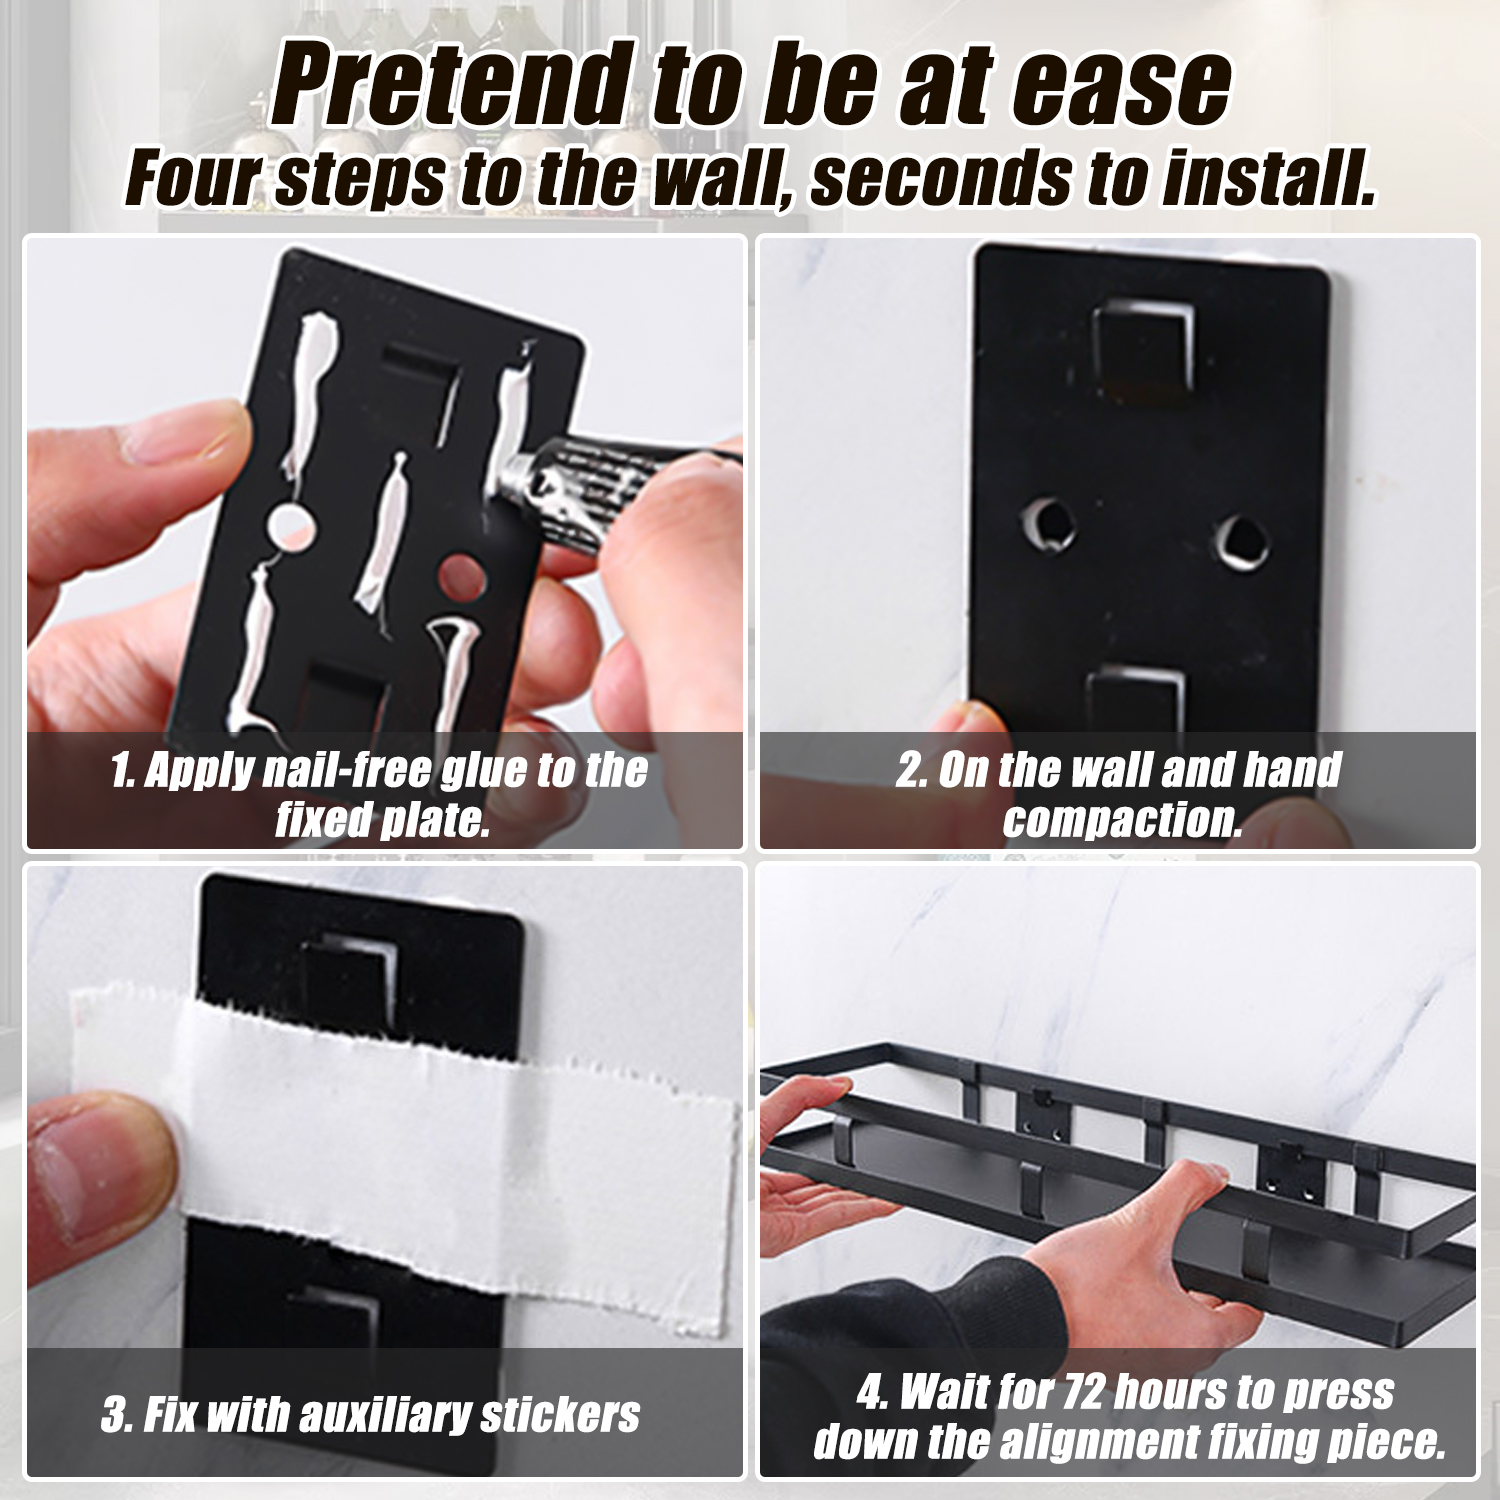 Pretend to be at ease
Four steps to the wall, seconds to install.
1. Apply nail-free glue to the
fixed plate.
2. On the wall and hand
compaction.
3. Fix with auxiliary stickers
4. Wait for 72 hours to press
down the alignment fixing piece.